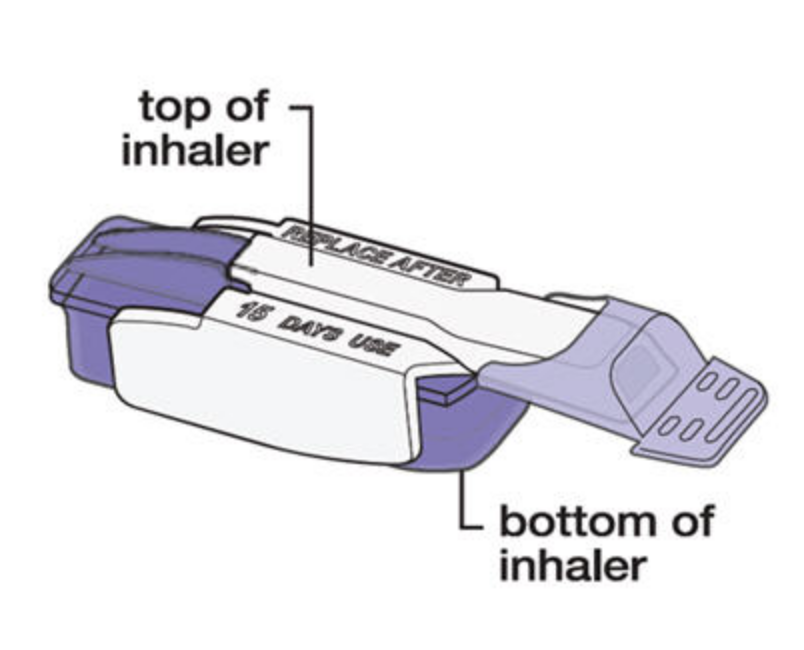 top of
inhaler
REPLACE AFTER
15 DAYS USE
bottom of
inhaler